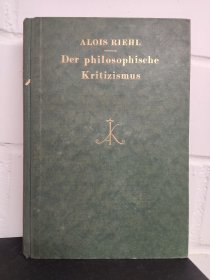 ALOIS RIEHL
Der philosophische
Kritizismus